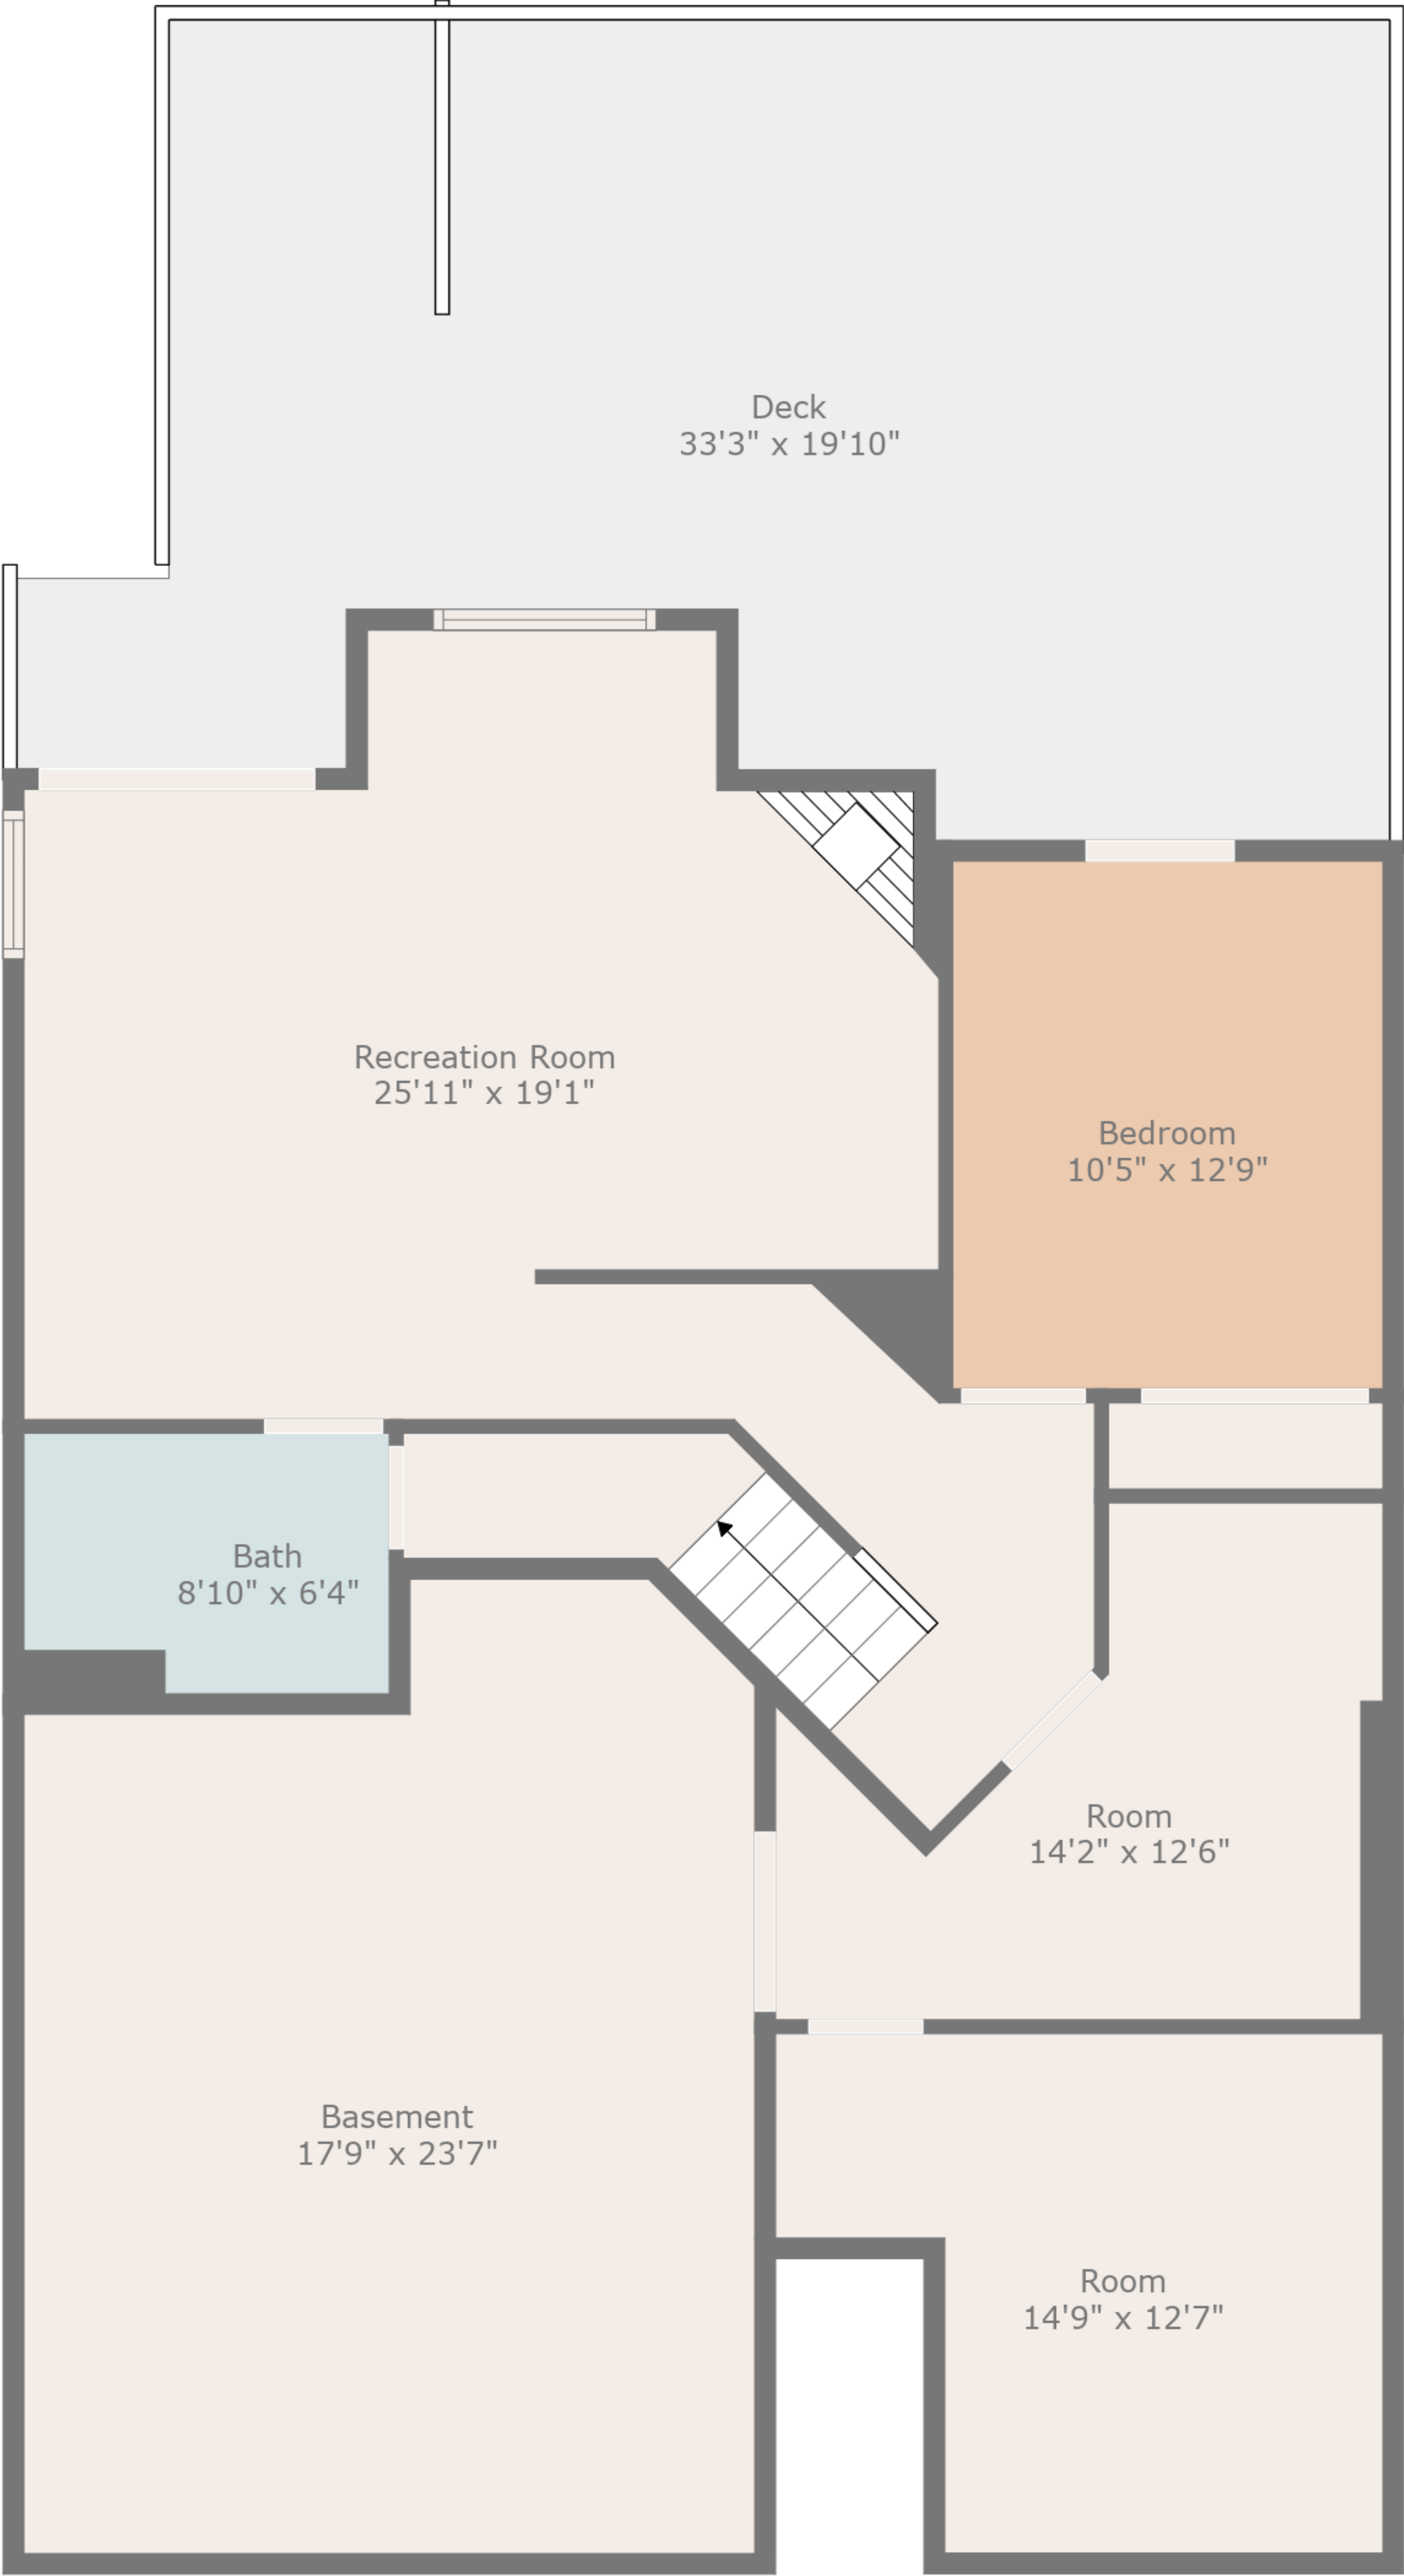 Deck
33'3" x 19'10"
Recreation Room
25'11" x 19'1"
Bedroom
10'5" x 12'9"
Bath
8'10" x 6'4"
Room
14'2" x 12'6"
Basement
17'9" x 23'7"
Room
14'9" x 12'7"